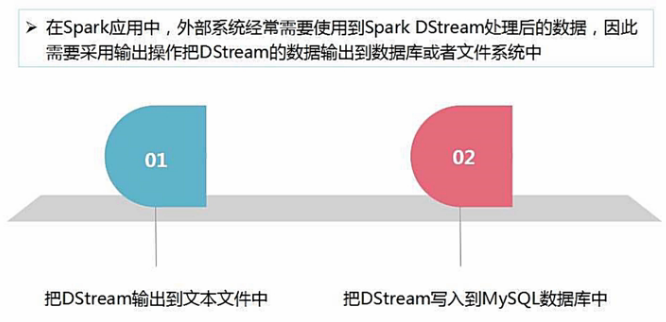 ➢ 在Spark应用中，外部系统经常需要使用到Spark DStream处理后的数据，因此
需要采用输出操作把DStream的数据输出到数据库或者文件系统中
01
02
把DStream输出到文本文件中
把DStream写入到MySQL数据库中